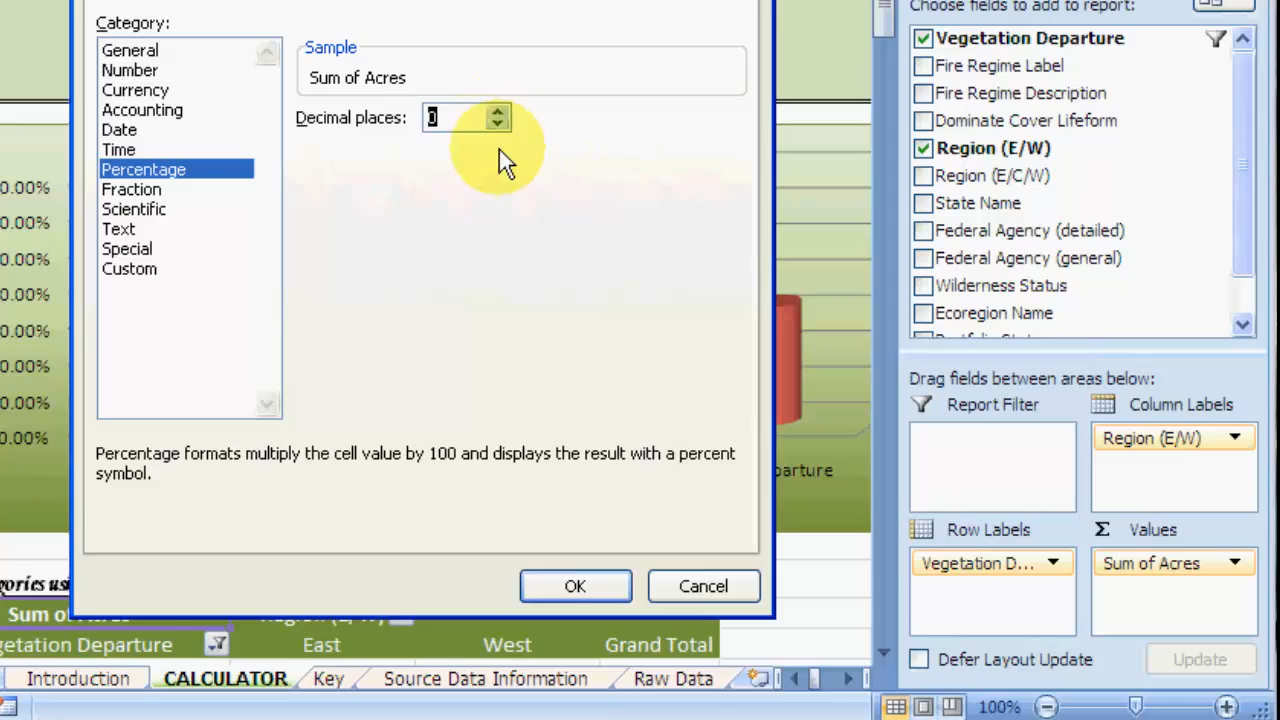 Choose fields to add to report:
Category:
General
Number
Currency
Accounting
Date
Time
Percentage
Fraction
Scientific
Text
Special
Custom
Sample
Sum of Acres
Decimal places: 0
Percentage formats multiply the cell value by 100 and displays the result with a percent
symbol.
OK Cancel
0.00%
0.00%
0.00%
0.00%
0.00%
0.00%
0.00%
0.00%
Vegetation Departure
Fire Regime Label
Fire Regime Description
Dominate Cover Lifeform
Region (E/W)
Region (E/C/W)
State Name
Federal Agency (detailed)
Federal Agency (general)
Wilderness Status
Ecoregion Name
Drag fields between areas below:
Report Filter
Column Labels
Region (E/W)
Row Labels
Σ Values
Vegetation D...
Sum of Acres
Defer Layout Update Update
parture
Sum of
getation Departure East West Grand Total
Introduction CALCULATOR Key Source Data Information Raw Data
100%